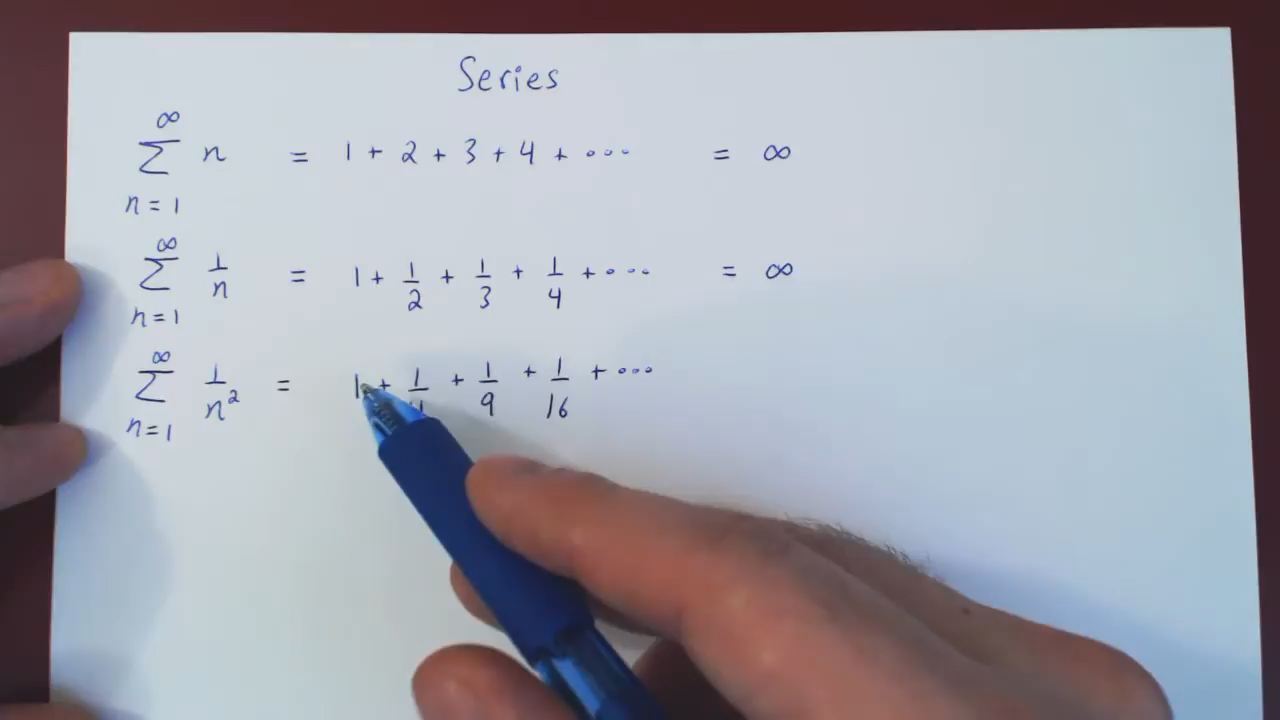 Series
∞
∑ n = 1 + 2 + 3 + 4 + ... = ∞
n = 1
∞
∑ 1/n = 1 + 1/2 + 1/3 + 1/4 + ... = ∞
n = 1
∞
∑ 1/n² = 1 + 1/4 + 1/9 + 1/16 + ...
n = 1